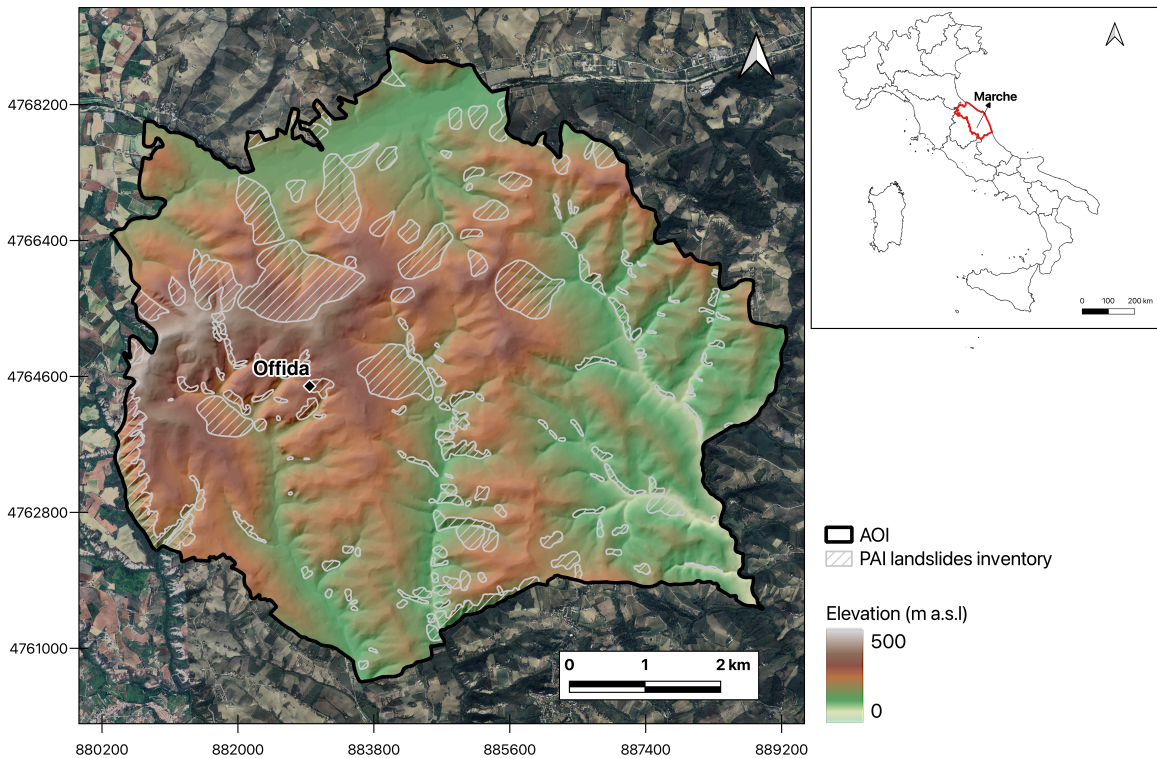 4768200
4766400
4764600
4762800
4761000
880200
882000
883800
885600
887400
889200
Offida
0 1 2 km
Marche
0 100 200 km
AOI
PAI landslides inventory
Elevation (m a.s.l)
500
0